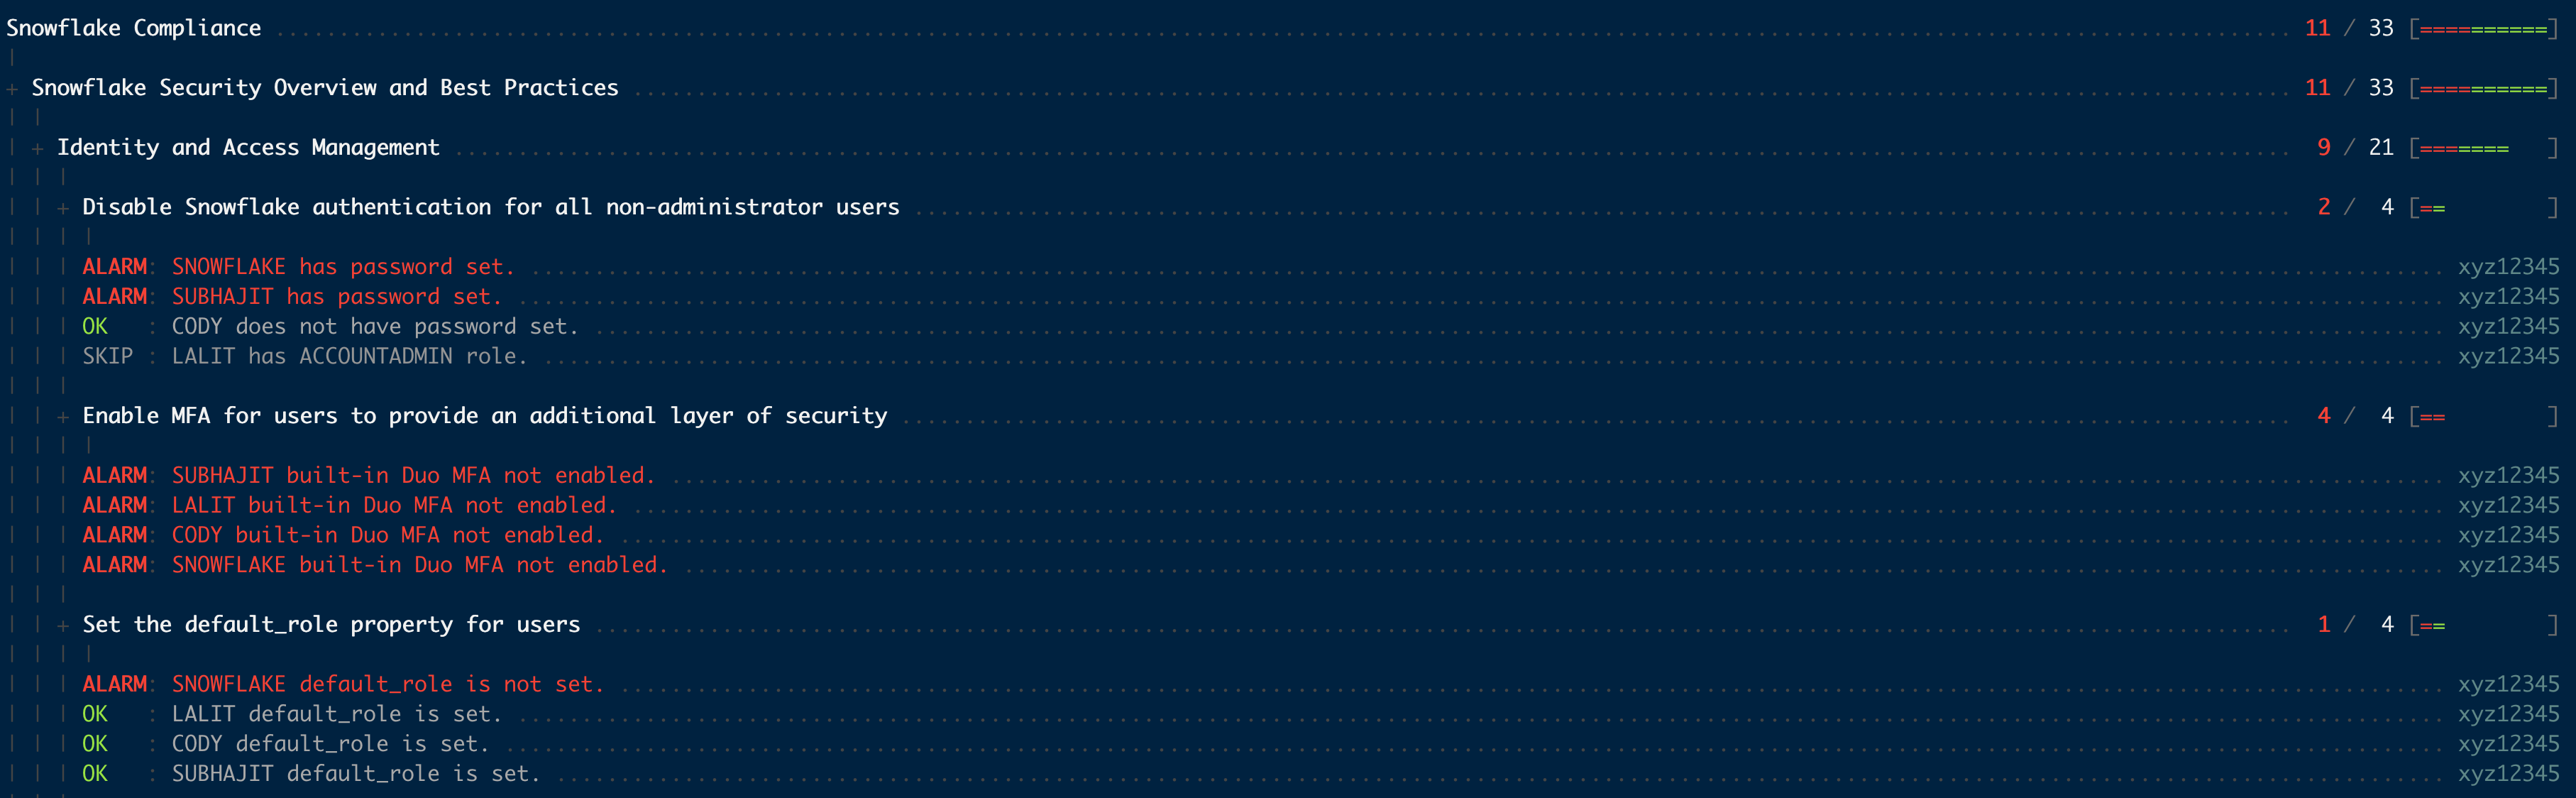 Snowflake Compliance ........ 11 / 33 [==========]
|
+ Snowflake Security Overview and Best Practices ........ 11 / 33 [==========]
| |
| + Identity and Access Management ........ 9 / 21 [======= ]
| | |
| | + Disable Snowflake authentication for all non-administrator users ........ 2 / 4 [== ]
| | | |
| | | ALARM: SNOWFLAKE has password set. ........ xyz12345
| | | ALARM: SUBHAJIT has password set. ........ xyz12345
| | | OK : CODY does not have password set. ........ xyz12345
| | | SKIP : LALIT has ACCOUNTADMIN role. ........ xyz12345
| | |
| | + Enable MFA for users to provide an additional layer of security ........ 4 / 4 [== ]
| | | |
| | | ALARM: SUBHAJIT built-in Duo MFA not enabled. ........ xyz12345
| | | ALARM: LALIT built-in Duo MFA not enabled. ........ xyz12345
| | | ALARM: CODY built-in Duo MFA not enabled. ........ xyz12345
| | | ALARM: SNOWFLAKE built-in Duo MFA not enabled. ........ xyz12345
| | |
| | + Set the default_role property for users ........ 1 / 4 [== ]
| | | |
| | | ALARM: SNOWFLAKE default_role is not set. ........ xyz12345
| | | OK : LALIT default_role is set. ........ xyz12345
| | | OK : CODY default_role is set. ........ xyz12345
| | | OK : SUBHAJIT default_role is set. ........ xyz12345